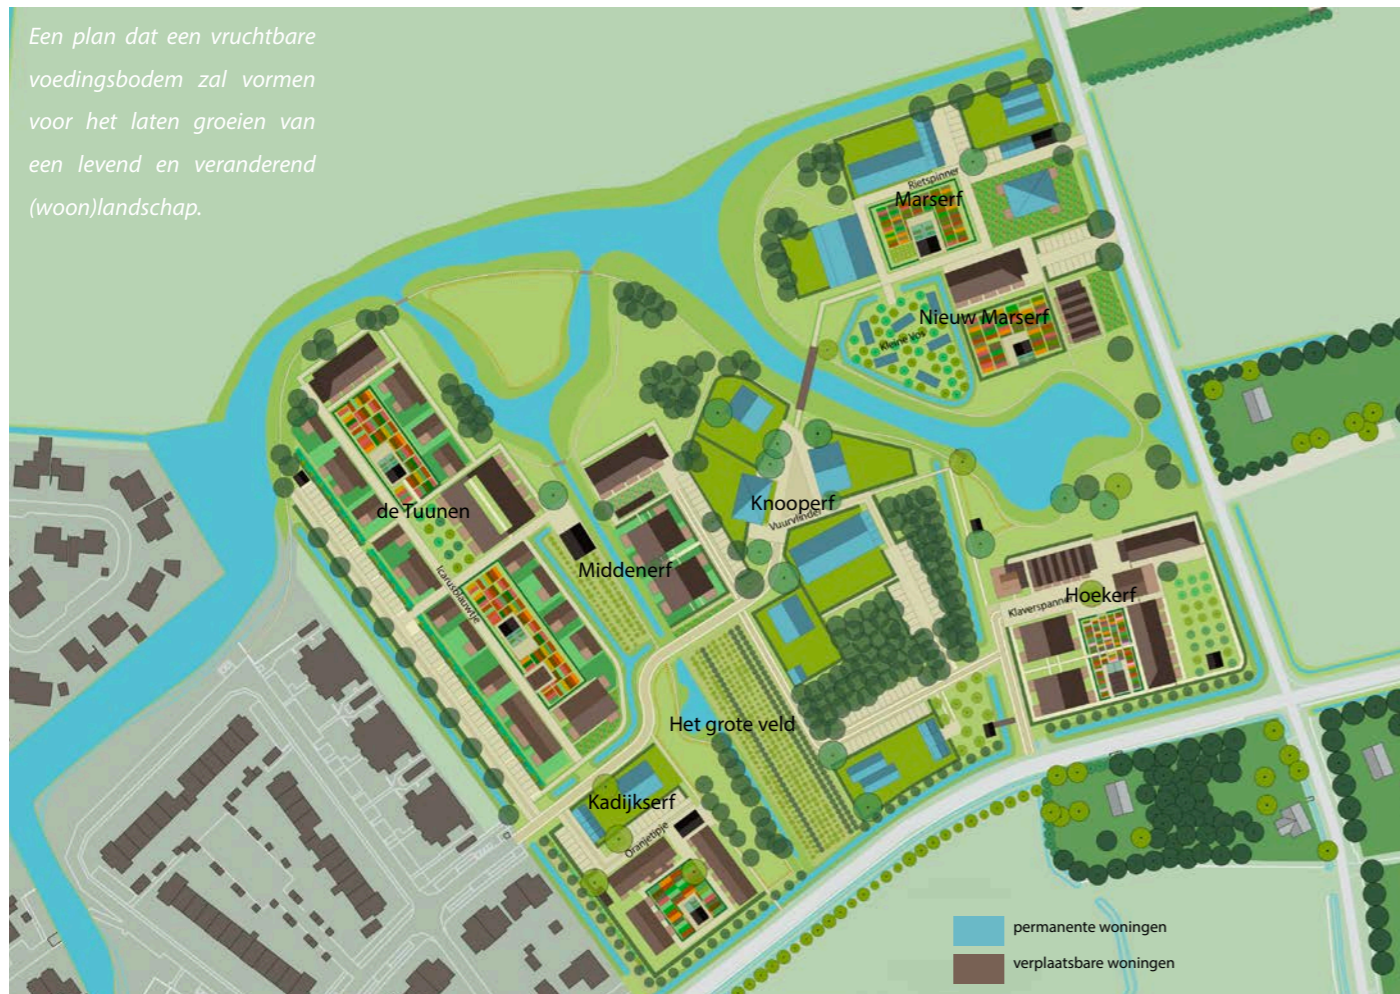 Een plan dat een vruchtbare
voedingsbodem zal vormen
voor het laten groeien van
een levend en veranderend
(woon)landschap.
Rietspinner
Marserf
Nieuw Marserf
Kleine Vos
de Tuunen
Knooperf
Vuurvlinder
Middenerf
Icarusblauwtje
Hoekerf
Klaverspanner
Het grote veld
Kadijkserf
Oranjetipje
permanente woningen
verplaatsbare woningen